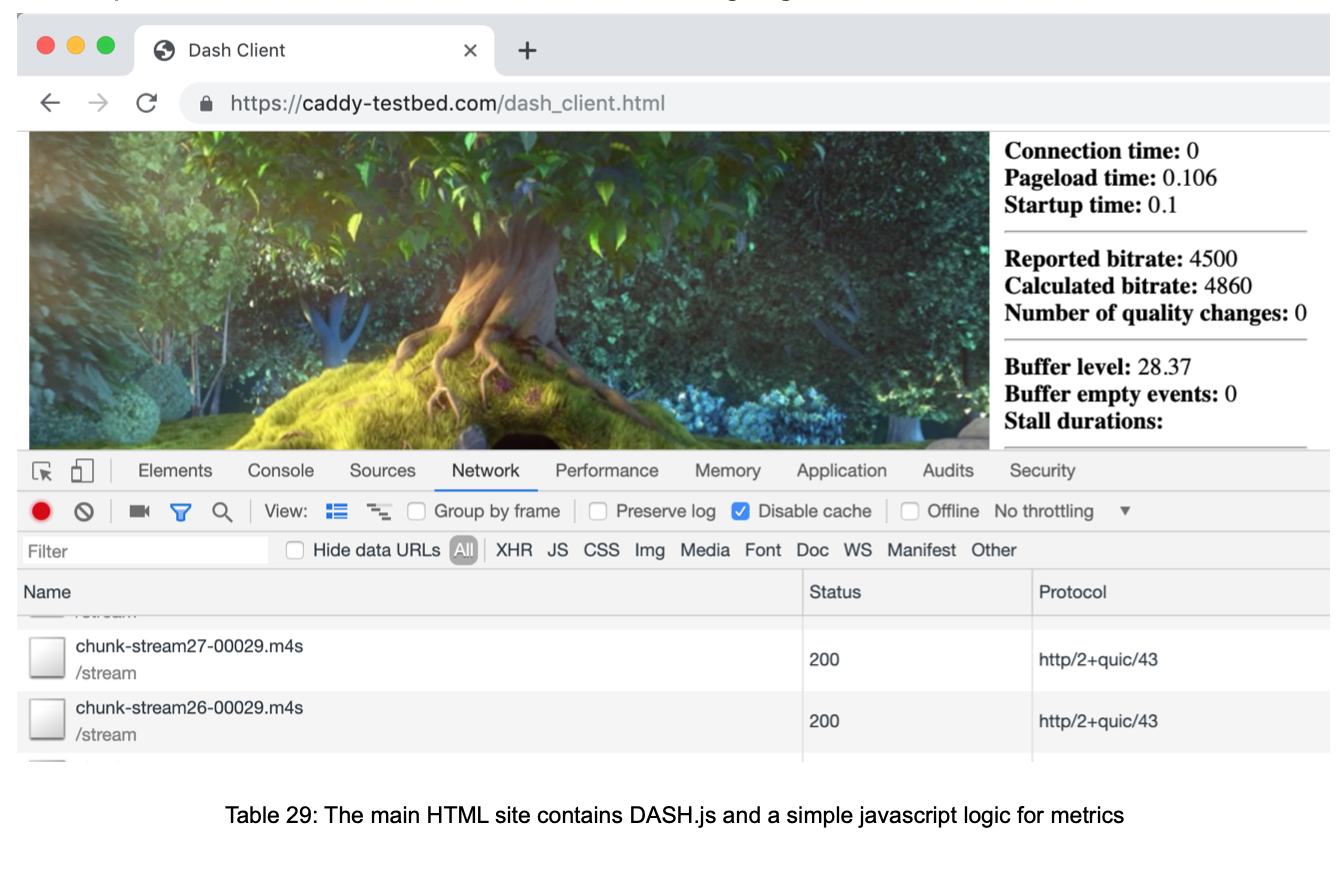 Dash Client
https://caddy-testbed.com/dash_client.html
Connection time: 0
Pageload time: 0.106
Startup time: 0.1
Reported bitrate: 4500
Calculated bitrate: 4860
Number of quality changes: 0
Buffer level: 28.37
Buffer empty events: 0
Stall durations:
Elements Console Sources Network Performance Memory Application Audits Security
View: Group by frame Preserve log Disable cache Offline No throttling
Filter Hide data URLs All XHR JS CSS Img Media Font Doc WS Manifest Other
Name Status Protocol
chunk-stream27-00029.m4s
/stream 200 http/2+quic/43
chunk-stream26-00029.m4s
/stream 200 http/2+quic/43
Table 29: The main HTML site contains DASH.js and a simple javascript logic for metrics